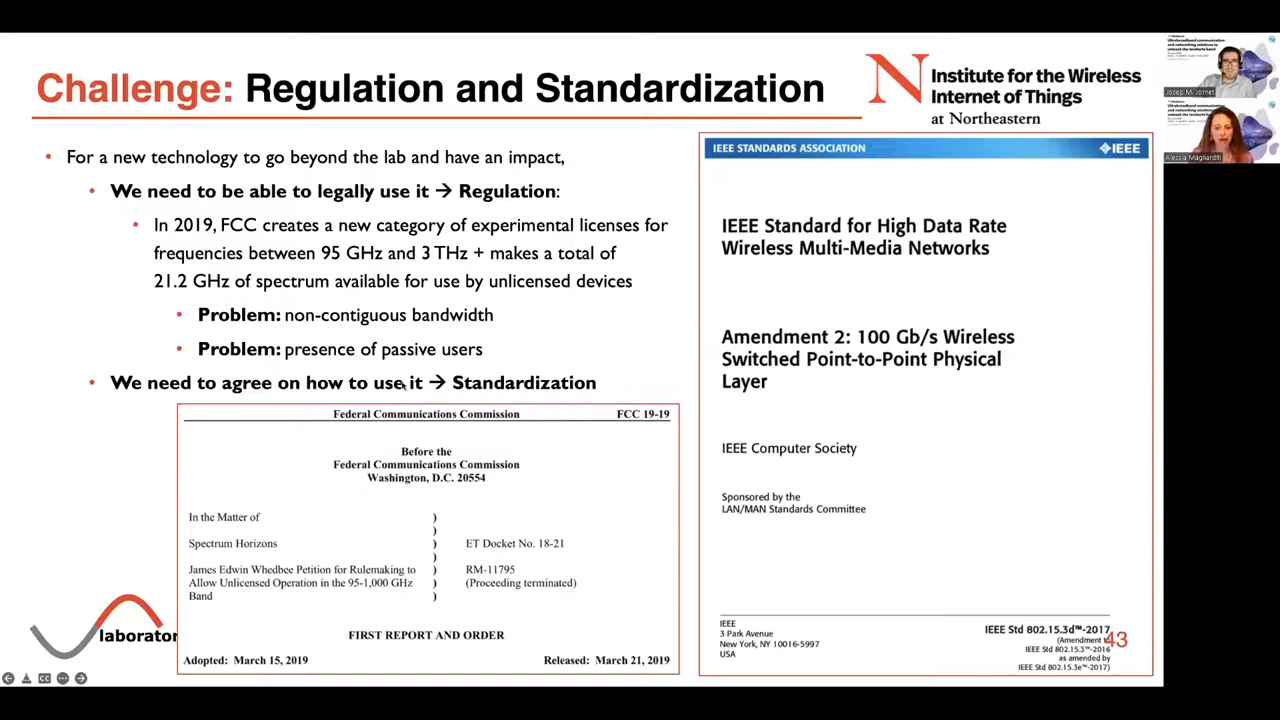 Challenge: Regulation and Standardization
N Institute for the Wireless
Internet of Things
at Northeastern
• For a new technology to go beyond the lab and have an impact,
• We need to be able to legally use it → Regulation:
• In 2019, FCC creates a new category of experimental licenses for
frequencies between 95 GHz and 3 THz + makes a total of
21.2 GHz of spectrum available for use by unlicensed devices
• Problem: non-contiguous bandwidth
• Problem: presence of passive users
• We need to agree on how to use it → Standardization
Federal Communications Commission FCC 19-19
Before the
Federal Communications Commission
Washington, D.C. 20554
In the Matter of )
)
Spectrum Horizons ) ET Docket No. 18-21
)
James Edwin Whedbee Petition for Rulemaking to ) RM-11795
Allow Unlicensed Operation in the 95-1,000 GHz ) (Proceeding terminated)
Band )
FIRST REPORT AND ORDER
Adopted: March 15, 2019 Released: March 21, 2019
laborator
IEEE STANDARDS ASSOCIATION IEEE
IEEE Standard for High Data Rate
Wireless Multi-Media Networks
Amendment 2: 100 Gb/s Wireless
Switched Point-to-Point Physical
Layer
IEEE Computer Society
Sponsored by the
LAN/MAN Standards Committee
IEEE
3 Park Avenue
New York, NY 10016-5997
USA
IEEE Std 802.15.3d™-2017
(Amendment to
IEEE Std 802.15.3™-2016
as amended by
IEEE Std 802.15.3e™-2017)
43
Josep M. Jornet
Alessia Magliarditi